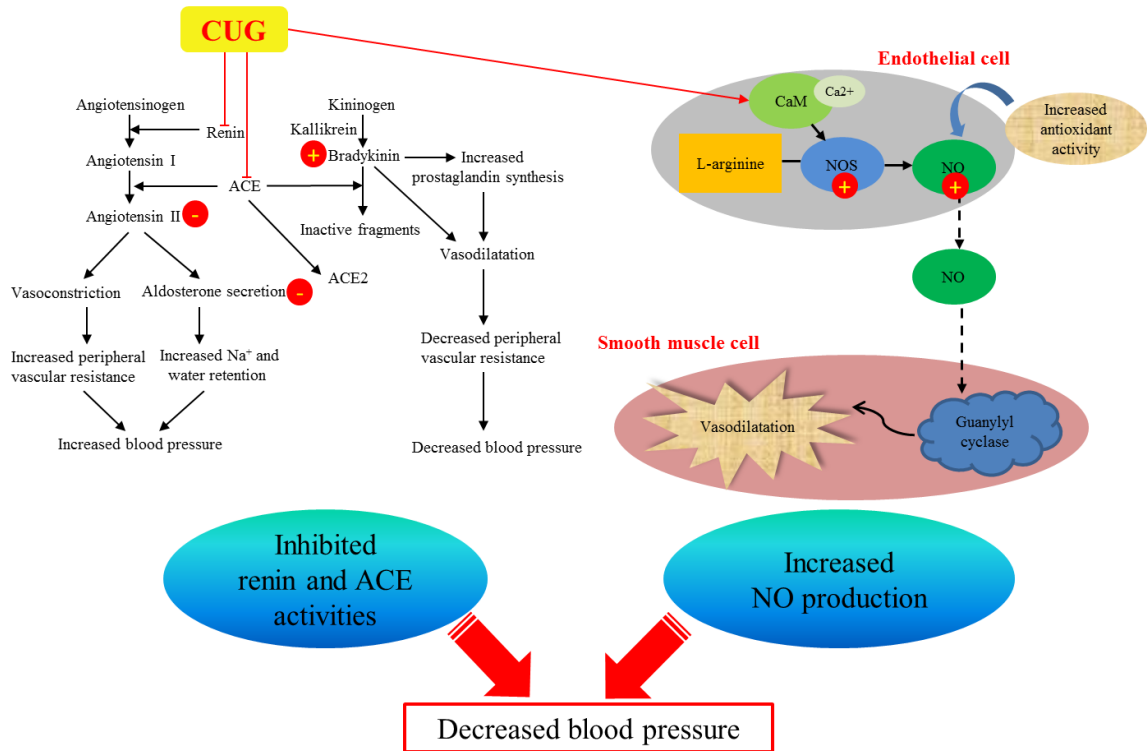 CUG
Angiotensinogen
Renin
Angiotensin I
ACE
Angiotensin II
-
Vasoconstriction
Aldosterone secretion
-
Increased peripheral
vascular resistance
Increased Na⁺ and
water retention
Increased blood pressure
Kininogen
Kallikrein
+
Bradykinin
Increased
prostaglandin synthesis
Inactive fragments
ACE2
Vasodilatation
Decreased peripheral
vascular resistance
Decreased blood pressure
Endothelial cell
CaM
Ca2+
L-arginine
NOS
+
NO
+
Increased
antioxidant
activity
NO
Smooth muscle cell
Vasodilatation
Guanylyl
cyclase
Inhibited
renin and ACE
activities
Increased
NO production
Decreased blood pressure